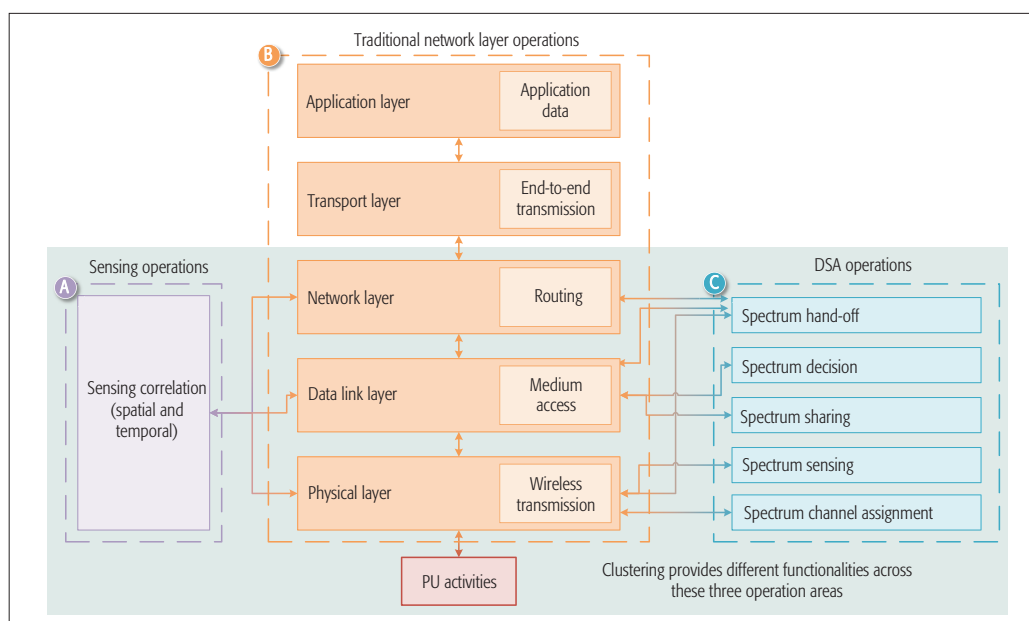 Traditional network layer operations
B
Application layer
Application
data
Transport layer
End-to-end
transmission
Sensing operations
A
Sensing correlation
(spatial and
temporal)
Network layer
Routing
Data link layer
Medium
access
Physical layer
Wireless
transmission
PU activities
DSA operations
C
Spectrum hand-off
Spectrum decision
Spectrum sharing
Spectrum sensing
Spectrum channel assignment
Clustering provides different functionalities across
these three operation areas